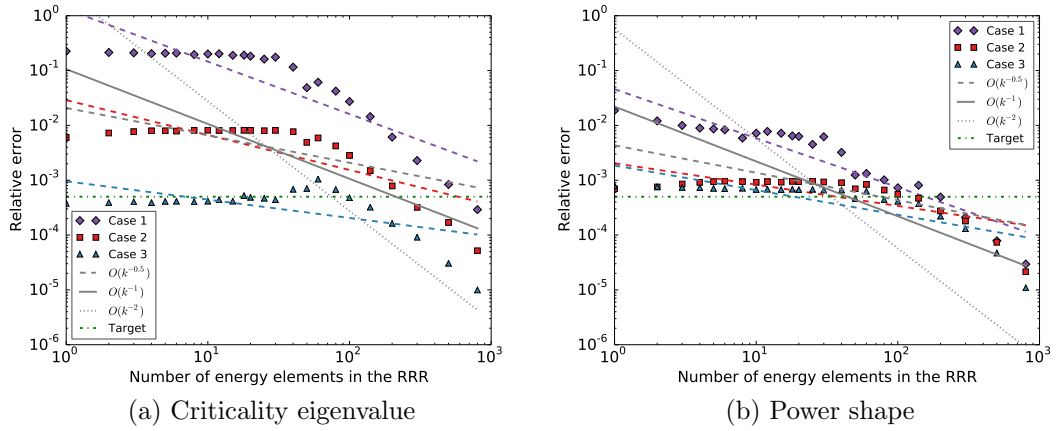 10^0
10^-1
10^-2
10^-3
10^-4
10^-5
10^-6
Relative error
Case 1
Case 2
Case 3
O(k^-0.5)
O(k^-1)
O(k^-2)
Target
10^0 10^1 10^2 10^3
Number of energy elements in the RRR
(a) Criticality eigenvalue
10^0
10^-1
10^-2
10^-3
10^-4
10^-5
10^-6
Relative error
Case 1
Case 2
Case 3
O(k^-0.5)
O(k^-1)
O(k^-2)
Target
10^0 10^1 10^2 10^3
Number of energy elements in the RRR
(b) Power shape